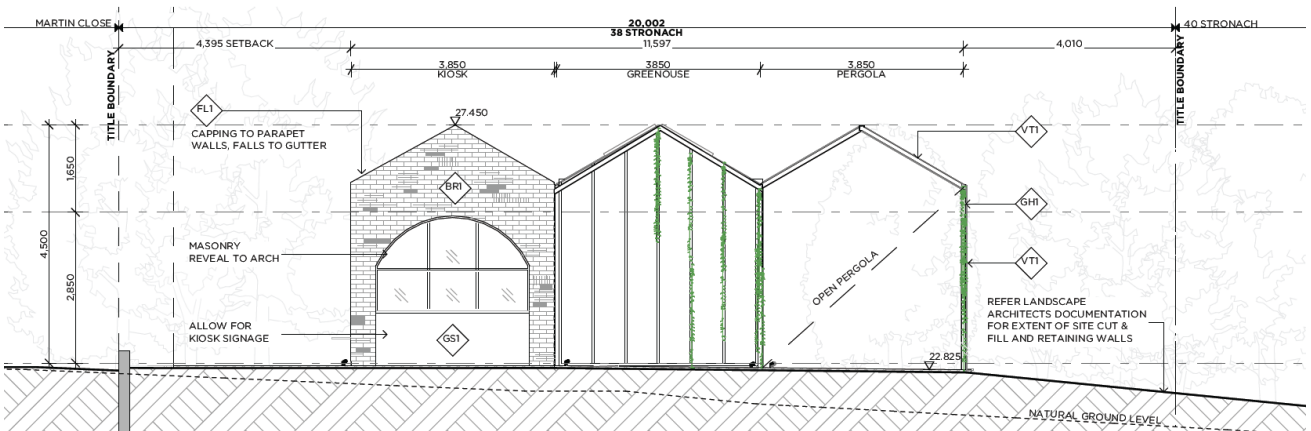 MARTIN CLOSE
20,002
38 STRONACH
40 STRONACH
4,395 SETBACK
11,597
4,010
3,850
KIOSK
3850
GREENOUSE
3,850
PERGOLA
TITLE BOUNDARY
TITLE BOUNDARY
FL1
27.450
VT1
CAPPING TO PARAPET
WALLS, FALLS TO GUTTER
1,650
BR1
GH1
4,500
MASONRY
REVEAL TO ARCH
2,850
OPEN PERGOLA
VT1
REFER LANDSCAPE
ARCHITECTS DOCUMENTATION
FOR EXTENT OF SITE CUT &
FILL AND RETAINING WALLS
ALLOW FOR
KIOSK SIGNAGE
GS1
22.825
NATURAL GROUND LEVEL